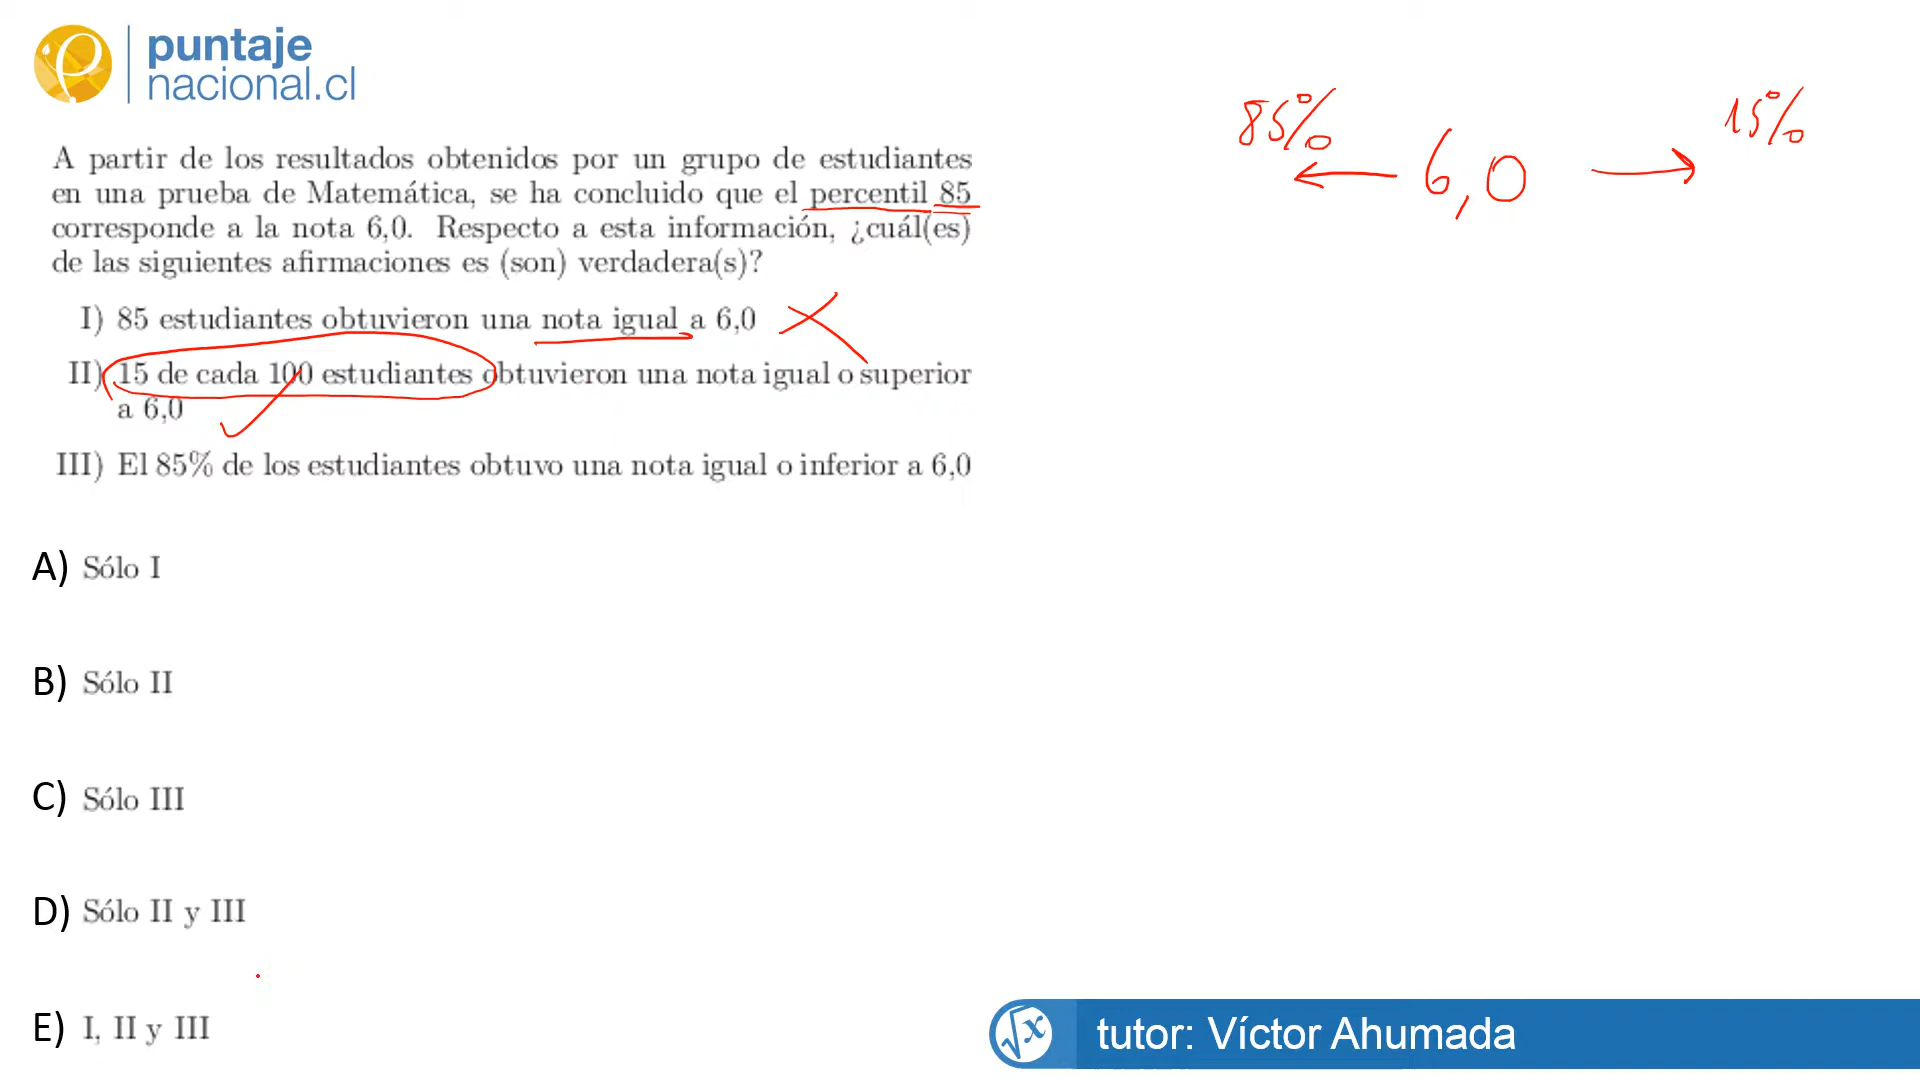 puntaje
nacional.cl
85% ← 6,0 → 15%
A partir de los resultados obtenidos por un grupo de estudiantes
en una prueba de Matemática, se ha concluido que el percentil 85
corresponde a la nota 6,0. Respecto a esta información, ¿cuál(es)
de las siguientes afirmaciones es (son) verdadera(s)?
I) 85 estudiantes obtuvieron una nota igual a 6,0
II) 15 de cada 100 estudiantes obtuvieron una nota igual o superior
a 6,0
III) El 85% de los estudiantes obtuvo una nota igual o inferior a 6,0
A) Sólo I
B) Sólo II
C) Sólo III
D) Sólo II y III
E) I, II y III
√x tutor: Víctor Ahumada